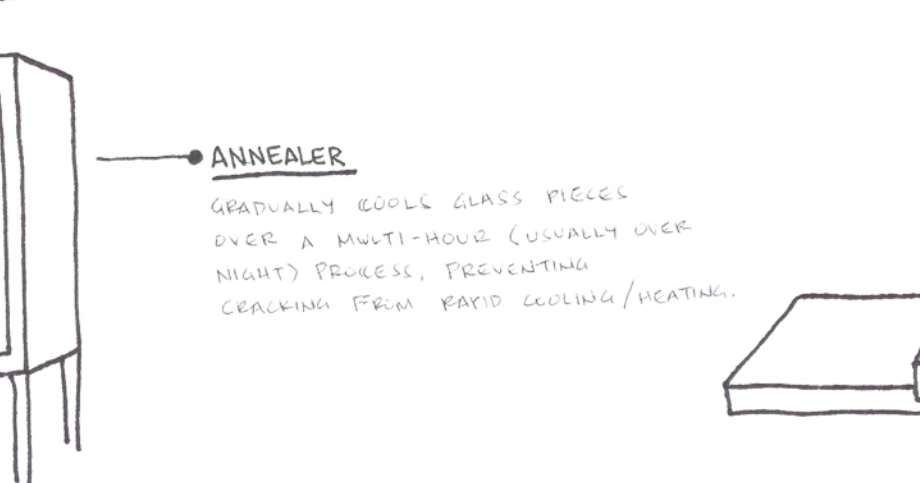 ANNEALER
GRADUALLY COOLS GLASS PIECES
OVER A MULTI-HOUR (USUALLY OVER
NIGHT) PROCESS, PREVENTING
CRACKING FROM RAPID COOLING/HEATING.